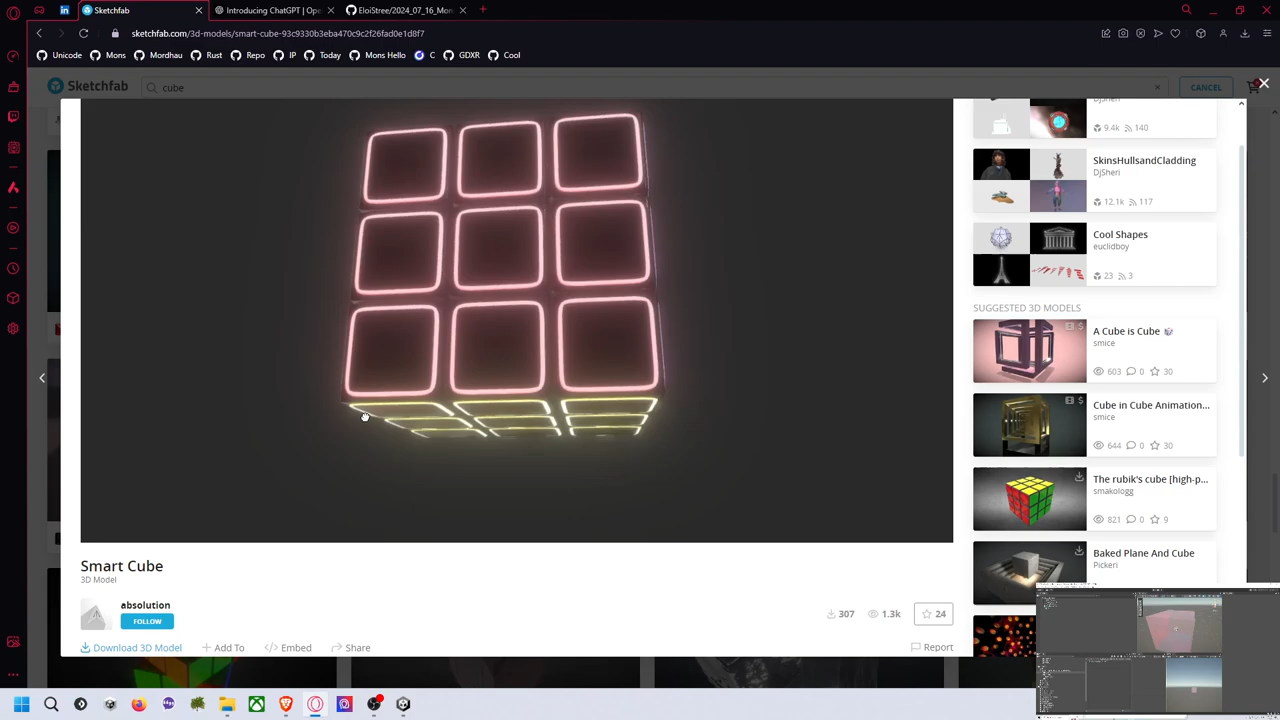 Sketchfab
Introducing ChatGPT | Ope
EloiStree/2024_07_16_Mon
sketchfab.com/3d-models/smart-cube-93c9330b3eba470c9c2f26fad0e1d8f7
Unicode
Mons
Mordhau
Rust
Repo
IP
Today
Mons Hello
C
GDXR
Cool
Sketchfab
cube
CANCEL
DjSheri
9.4k
140
SkinsHullsandCladding
DjSheri
12.1k
117
Cool Shapes
euclidboy
23
3
SUGGESTED 3D MODELS
A Cube is Cube
smice
603
0
30
Cube in Cube Animation...
smice
644
0
30
The rubik's cube [high-p...
smakologg
821
0
9
Baked Plane And Cube
Pickeri
Smart Cube
3D Model
absolution
FOLLOW
307
1.3k
24
Download 3D Model
Add To
Embed
Share
Report